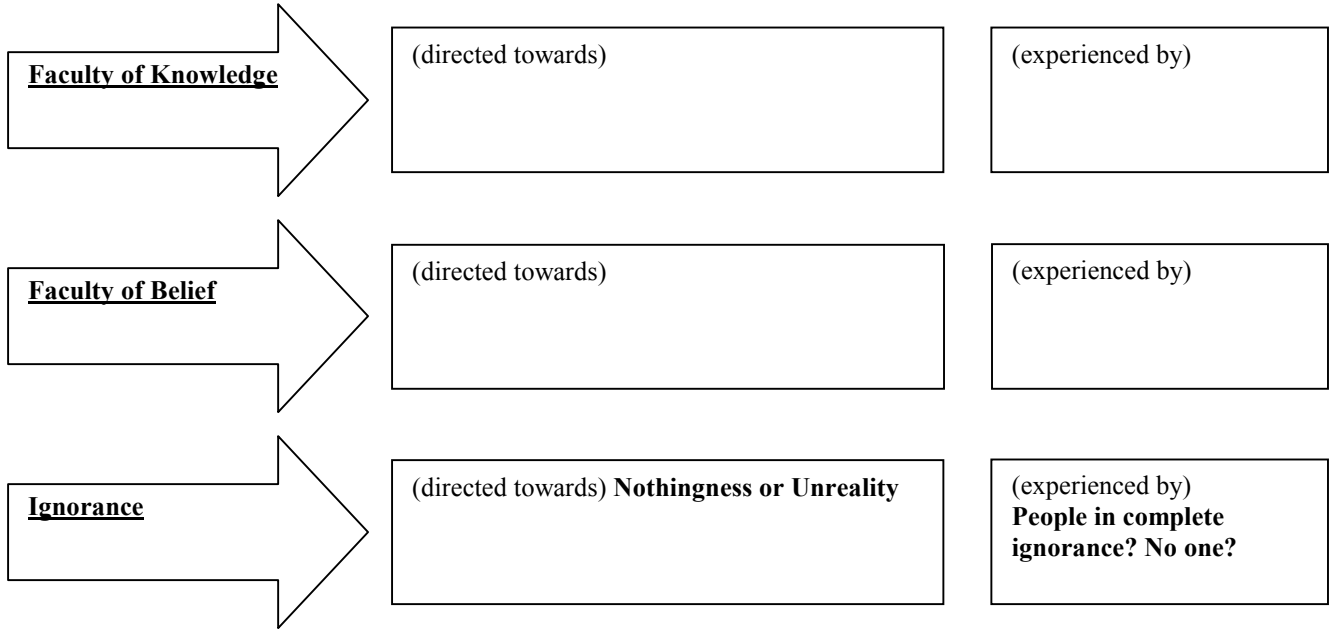 Faculty of Knowledge
(directed towards)
(experienced by)
Faculty of Belief
(directed towards)
(experienced by)
Ignorance
(directed towards) Nothingness or Unreality
(experienced by)
People in complete
ignorance? No one?